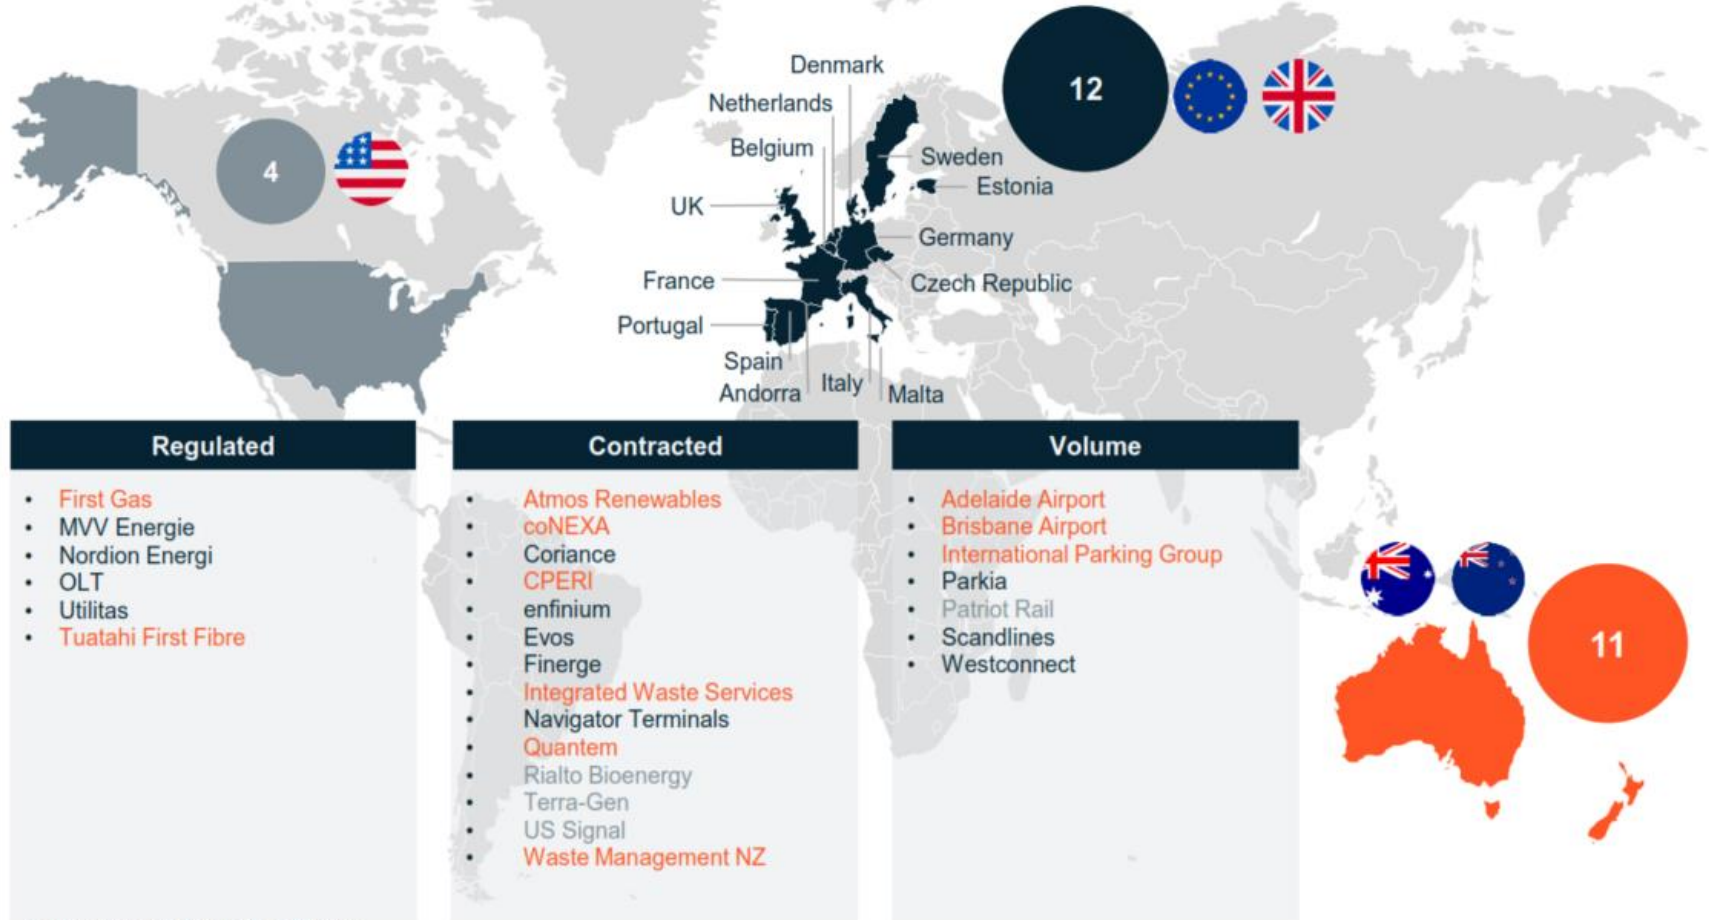 Denmark
12
Netherlands
Belgium
Sweden
4
Estonia
UK
Germany
France
Czech Republic
Portugal
Spain
Andorra
Italy
Malta
Regulated
• First Gas
• MVV Energie
• Nordion Energi
• OLT
• Utilitas
• Tuatahi First Fibre
Contracted
• Atmos Renewables
• coNEXA
• Coriance
• CPERI
• enfinium
• Evos
• Finerge
• Integrated Waste Services
• Navigator Terminals
• Quantem
• Rialto Bioenergy
• Terra-Gen
• US Signal
• Waste Management NZ
Volume
• Adelaide Airport
• Brisbane Airport
• International Parking Group
• Parkia
• Patriot Rail
• Scandlines
• Westconnect
11